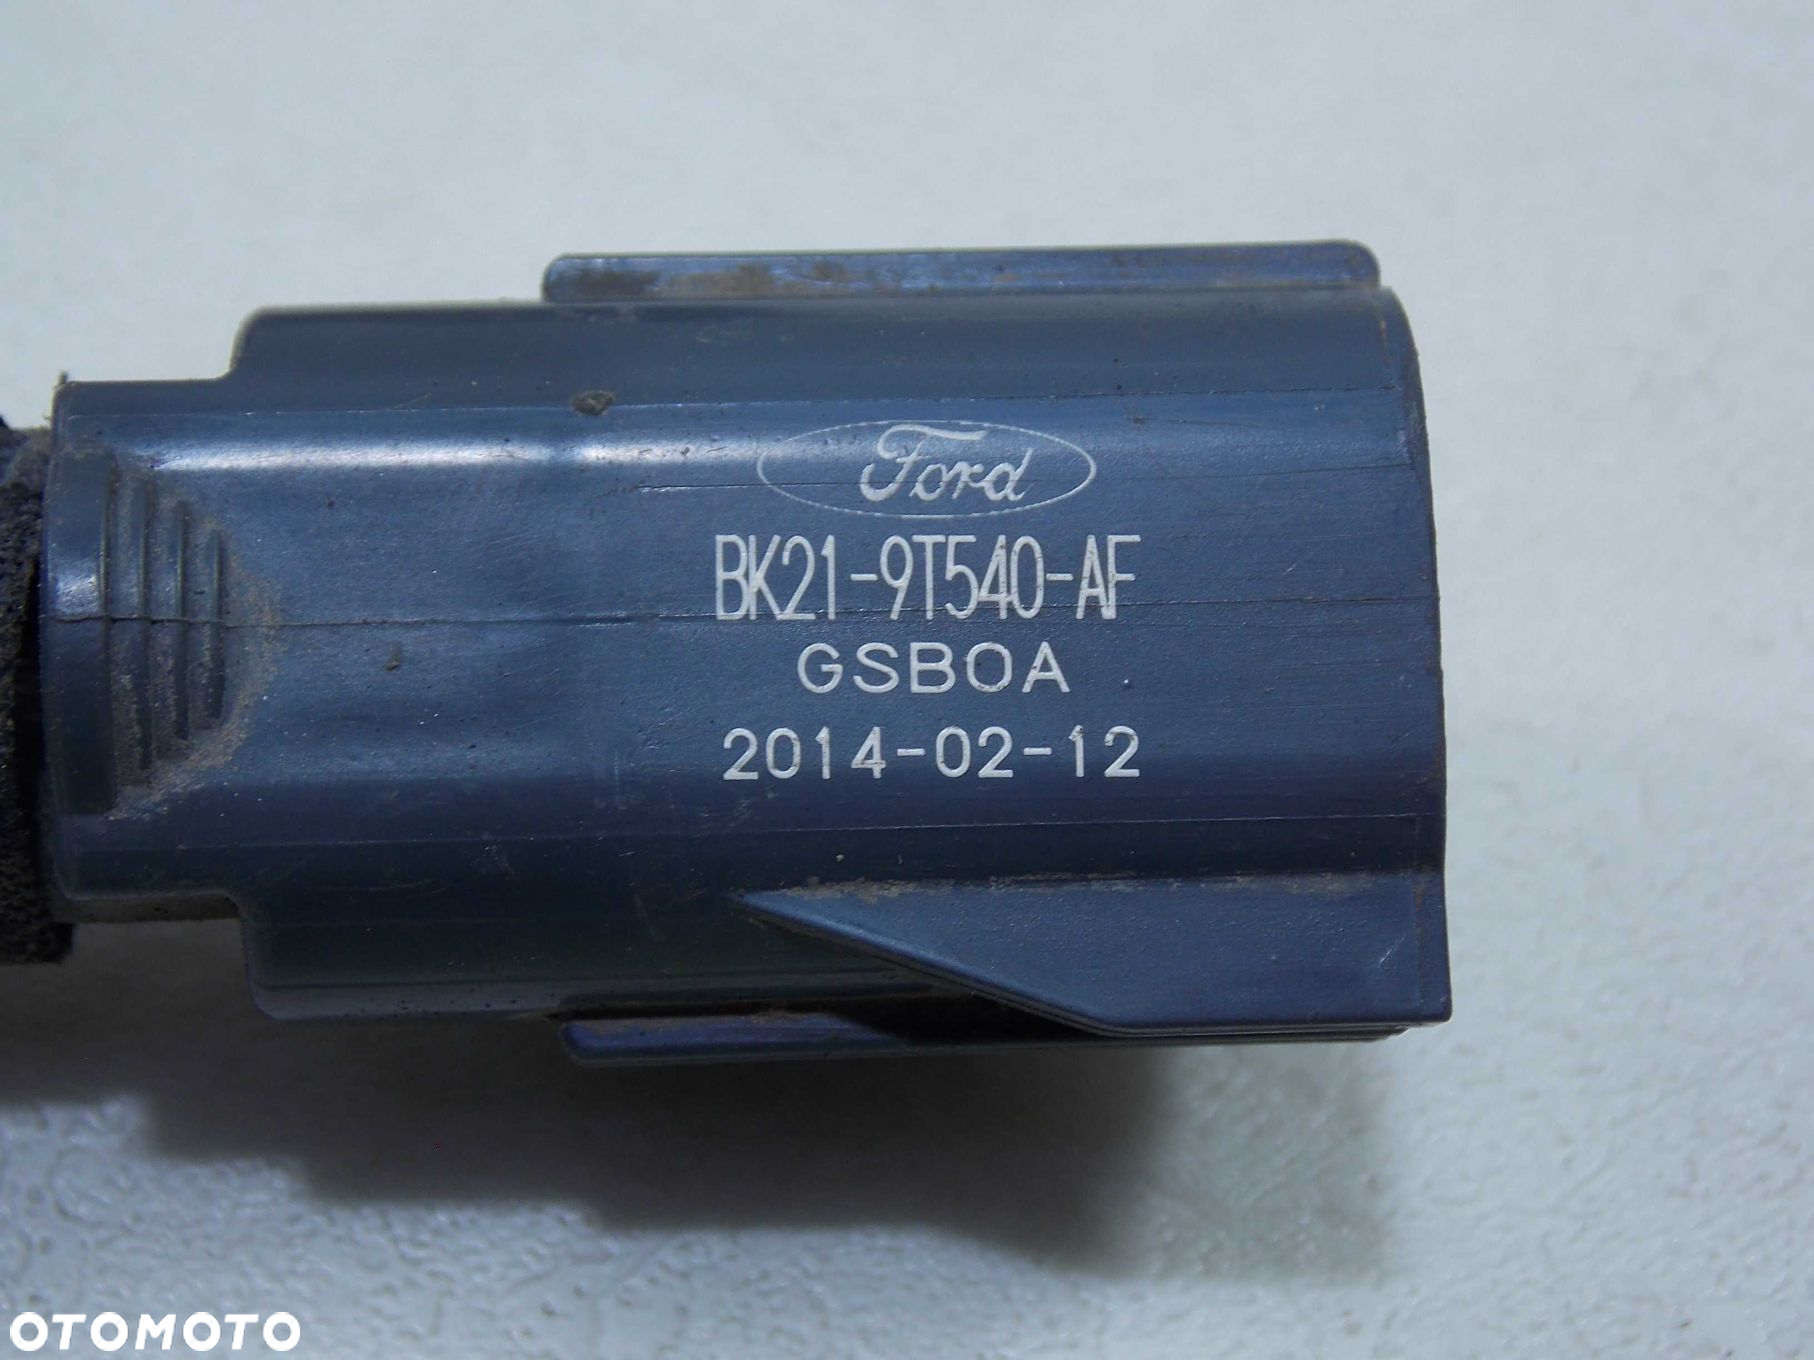 Ford
BK21-9T540-AF
GSBOA
2014-02-12
OTOMOTO